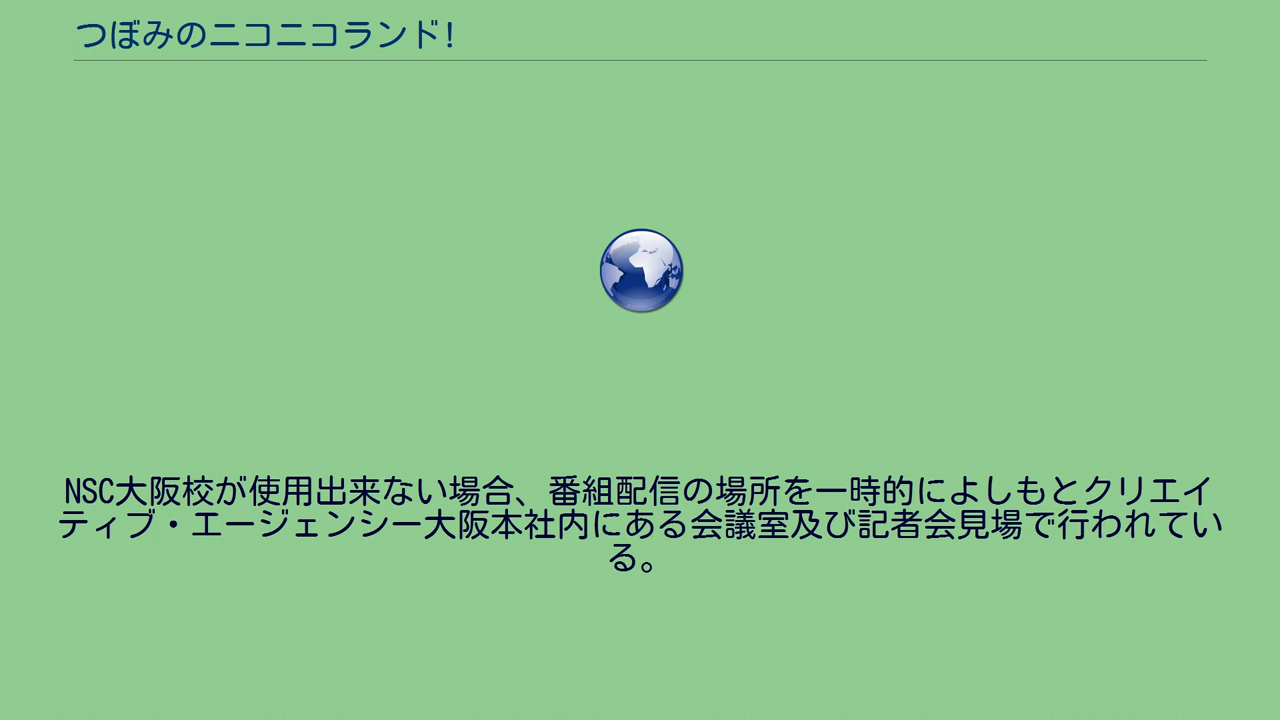 つぼみのニコニコランド!
NSC大阪校が使用出来ない場合、番組配信の場所を一時的によしもとクリエイ
ティブ・エージェンシー大阪本社内にある会議室及び記者会見場で行われてい
る。